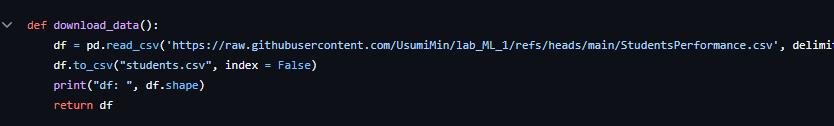 def download_data():
df = pd.read_csv('https://raw.githubusercontent.com/UsumiMin/lab_ML_1/refs/heads/main/StudentsPerformance.csv', delimit
df.to_csv("students.csv", index = False)
print("df: ", df.shape)
return df